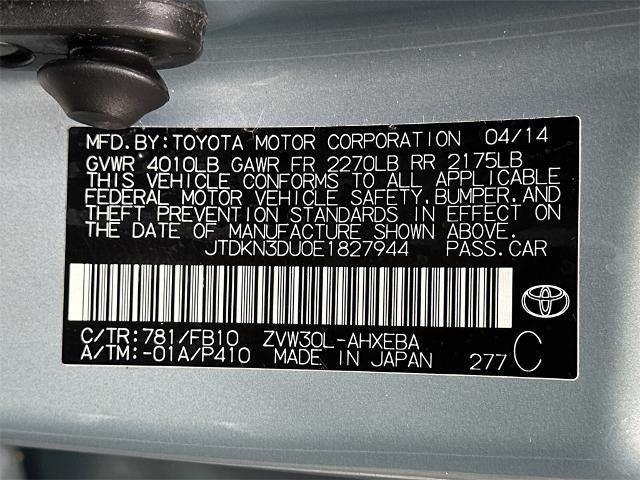 MFD.BY:TOYOTA MOTOR CORPORATION 04/14
GVWR 4010LB GAWR FR 2270LB RR 2175LB
THIS VEHICLE CONFORMS TO ALL APPLICABLE
FEDERAL MOTOR VEHICLE SAFETY,BUMPER,AND
THEFT PREVENTION STANDARDS IN EFFECT ON
THE DATE OF MANUFACTURE SHOWN ABOVE.
JTDKN3DU0E1827944 PASS.CAR
C/TR:781/FB10 ZVW30L-AHXEBA
A/TM:-01A/P410 MADE IN JAPAN 277 C